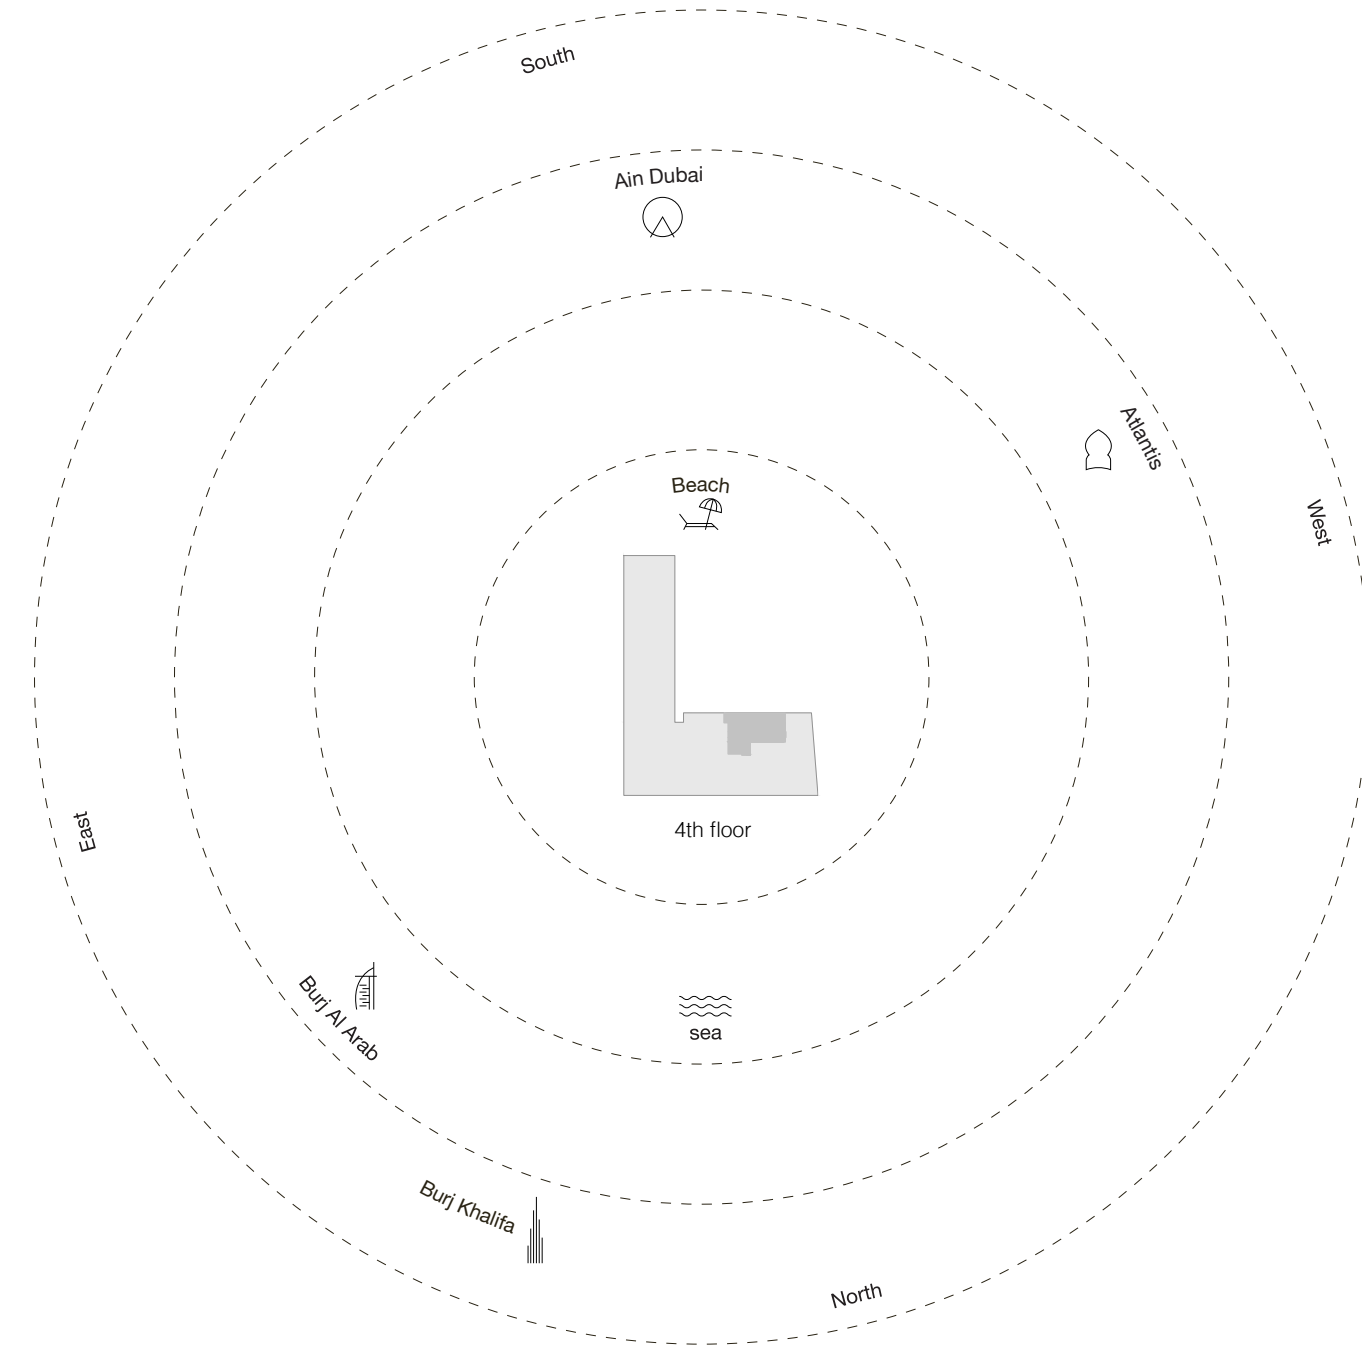 South
Ain Dubai
Atlantis
Beach
West
4th floor
East
Burj Al Arab
sea
Burj Khalifa
North